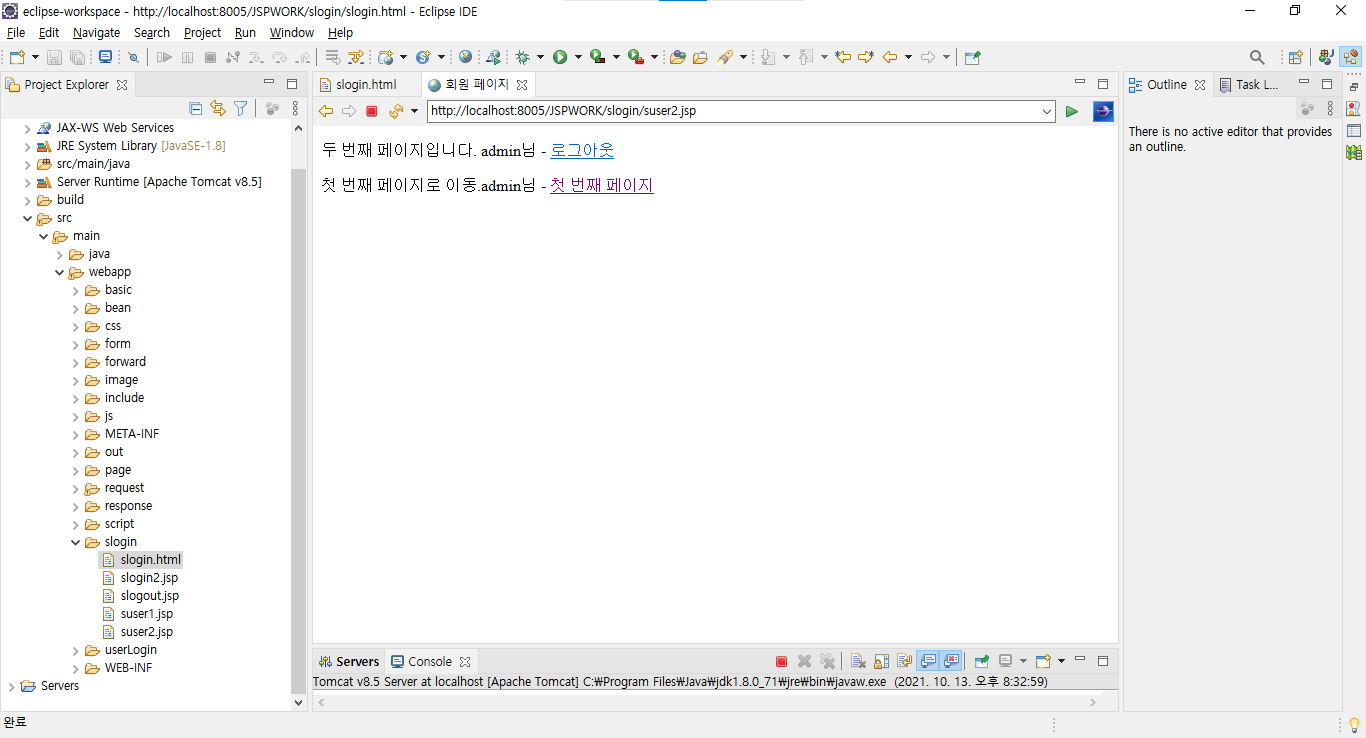 eclipse-workspace - http://localhost:8005/JSPWORK/slogin/slogin.html - Eclipse IDE
File Edit Navigate Search Project Run Window Help
Project Explorer
JAX-WS Web Services
JRE System Library [JavaSE-1.8]
src/main/java
Server Runtime [Apache Tomcat v8.5]
build
src
main
java
webapp
basic
bean
css
form
forward
image
include
js
META-INF
out
page
request
response
script
slogin
slogin.html
slogin2.jsp
slogout.jsp
suser1.jsp
suser2.jsp
userLogin
WEB-INF
Servers
slogin.html 회원 페이지
http://localhost:8005/JSPWORK/slogin/suser2.jsp
두 번째 페이지입니다. admin님 - 로그아웃
첫 번째 페이지로 이동.admin님 - 첫 번째 페이지
Outline Task L...
There is no active editor that provides
an outline.
Servers Console
Tomcat v8.5 Server at localhost [Apache Tomcat] C:₩Program Files₩Java₩jdk1.8.0_71₩jre₩bin₩javaw.exe (2021. 10. 13. 오후 8:32:59)
완료